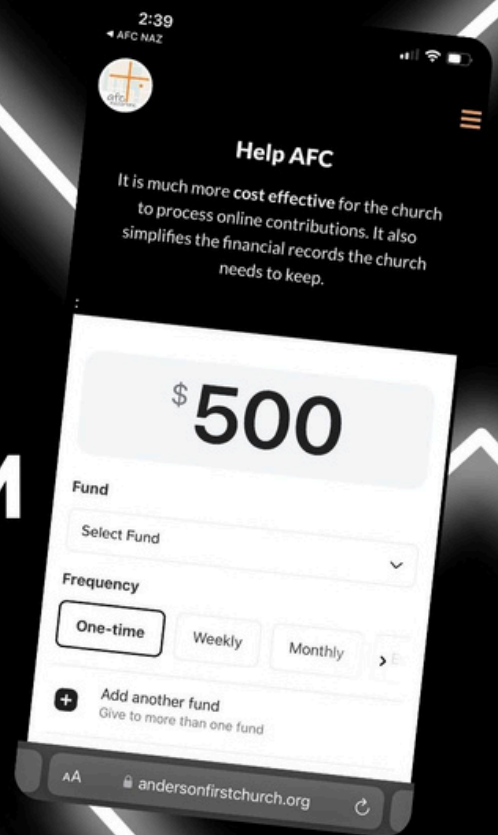 2:39
◀ AFC NAZ
afc
Help AFC
It is much more cost effective for the church
to process online contributions. It also
simplifies the financial records the church
needs to keep.
:
$500
Fund
Select Fund
Frequency
One-time
Weekly
Monthly
Add another fund
Give to more than one fund
AA
andersonfirstchurch.org
M